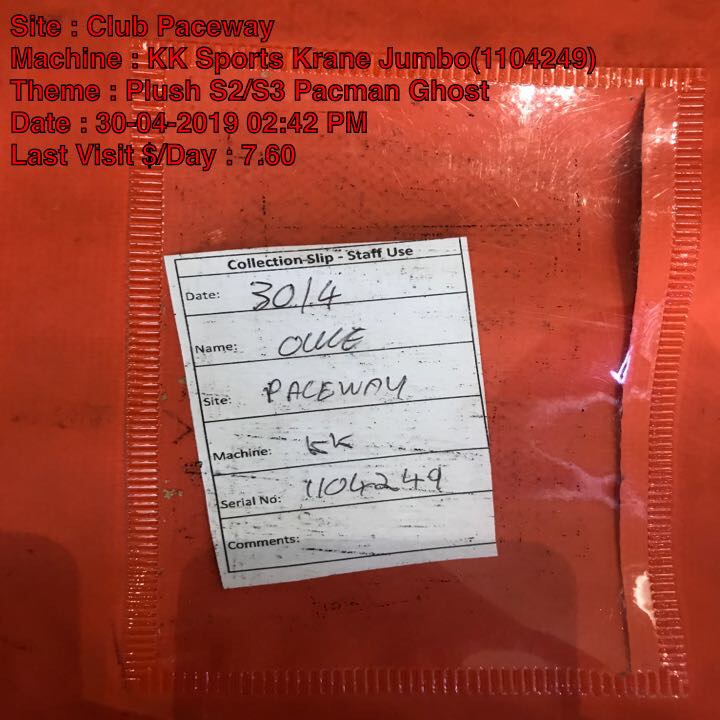 Site : Club Paceway
Machine : KK Sports Krane Jumbo(1104249)
Theme : Plush S2/S3 Pacman Ghost
Date : 30-04-2019 02:42 PM
Last Visit $/Day : 7.60
Collection Slip - Staff Use
Date: 30/4
Name:
Site: PACEWAY
Machine: KK
Serial No: 1104249
Comments: